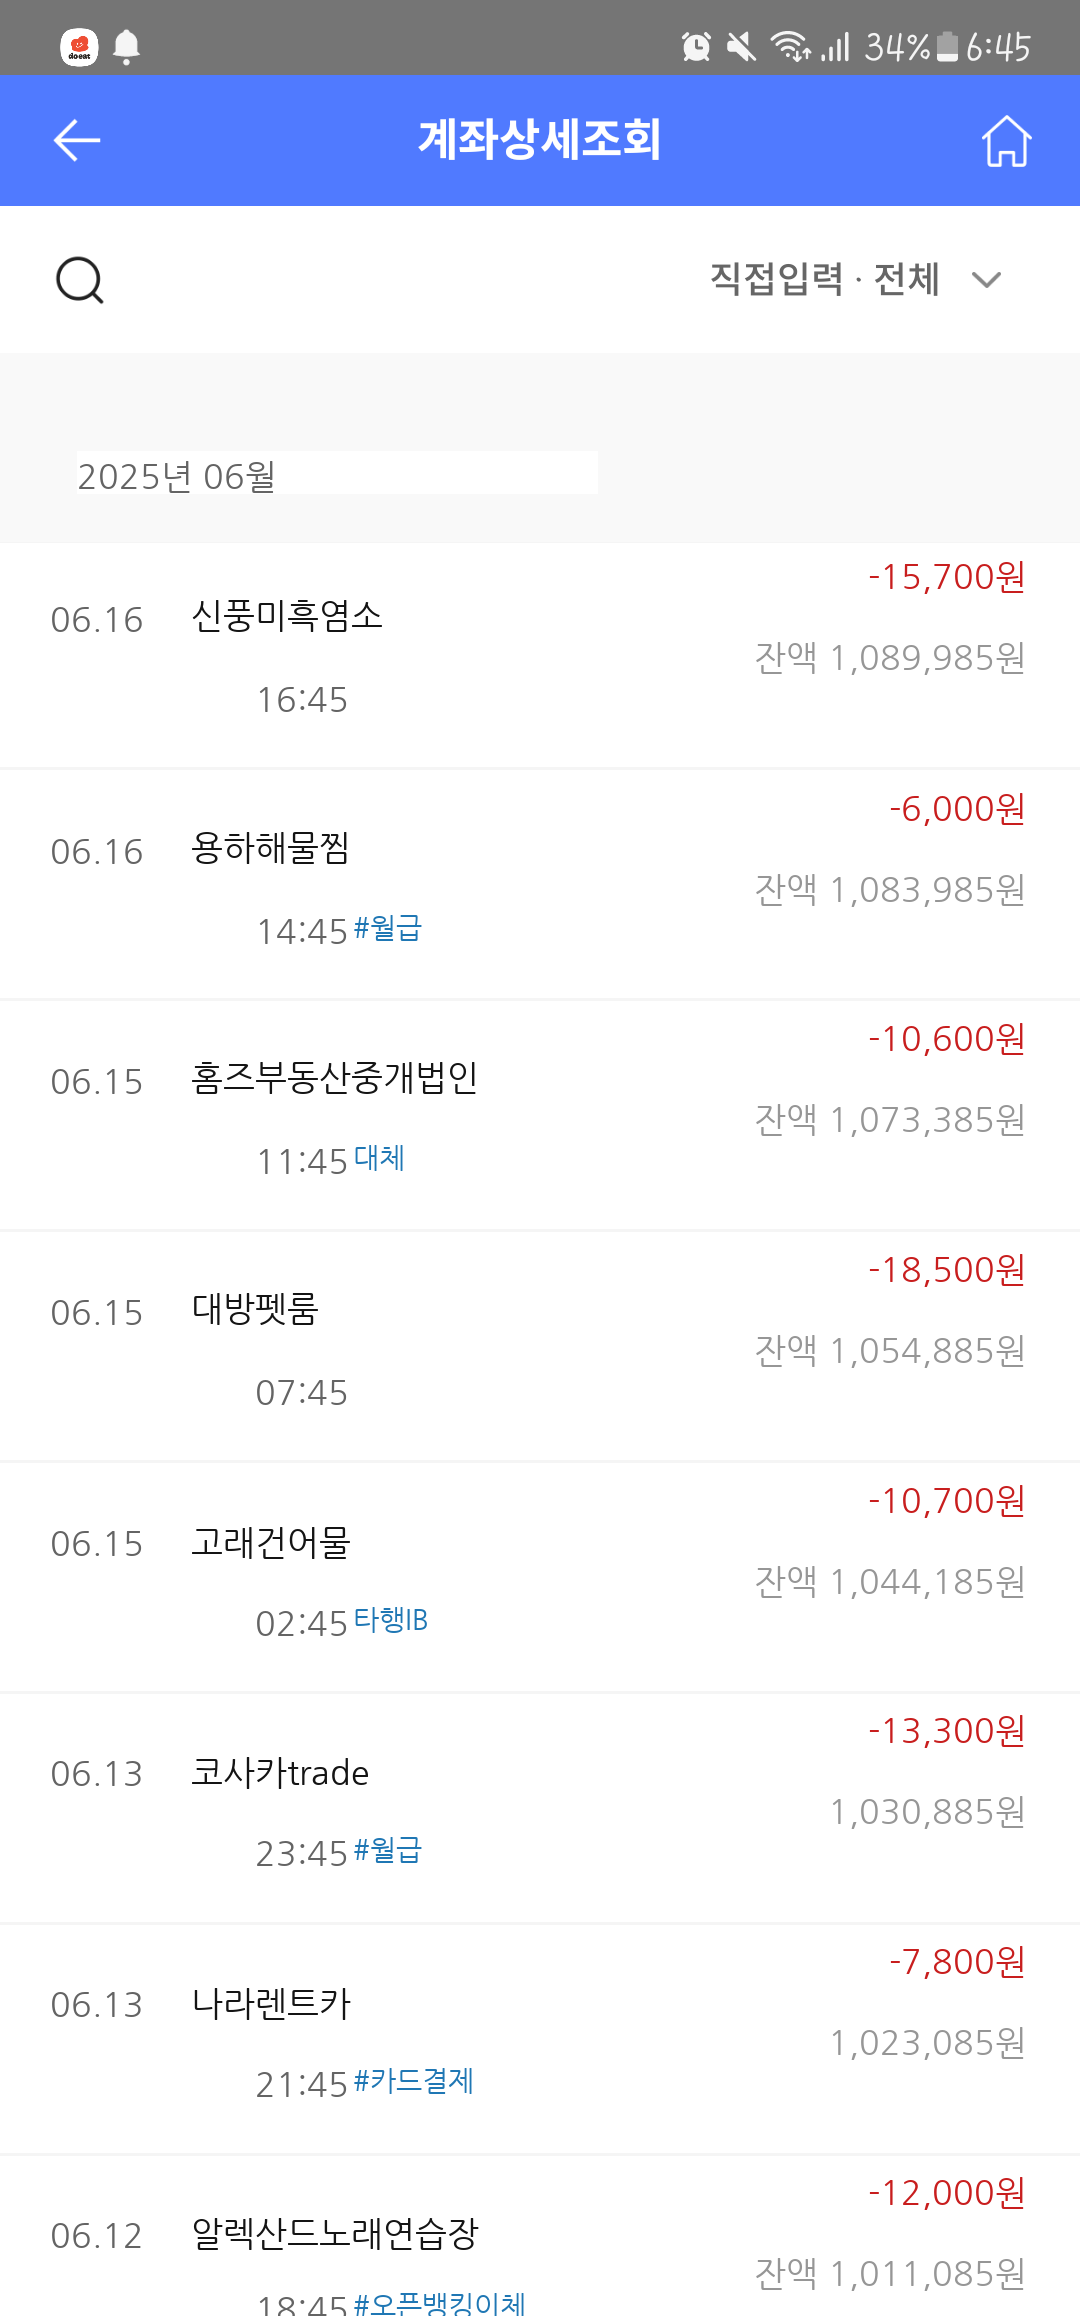 doeat 34% 6:45
계좌상세조회
직접입력 · 전체
2025년 06월
-15,700원
06.16 신풍미흑염소
잔액 1,089,985원
16:45
-6,000원
06.16 용하해물찜
잔액 1,083,985원
14:45 #월급
-10,600원
06.15 홈즈부동산중개법인
잔액 1,073,385원
11:45 대체
-18,500원
06.15 대방펫룸
잔액 1,054,885원
07:45
-10,700원
06.15 고래건어물
잔액 1,044,185원
02:45 타행IB
-13,300원
06.13 코사카trade
1,030,885원
23:45 #월급
-7,800원
06.13 나라렌트카
1,023,085원
21:45 #카드결제
-12,000원
06.12 알렉산드노래연습장
잔액 1,011,085원
18:45 #오픈뱅킹이체